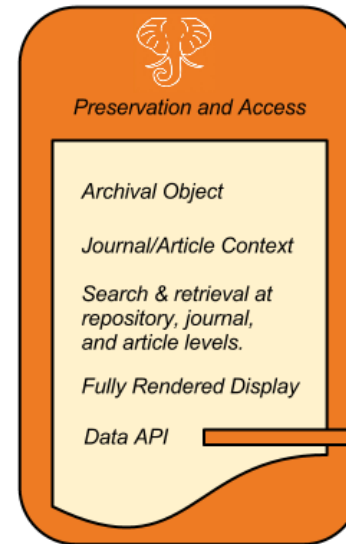 Preservation and Access
Archival Object
Journal/Article Context
Search & retrieval at
repository, journal,
and article levels.
Fully Rendered Display
Data API